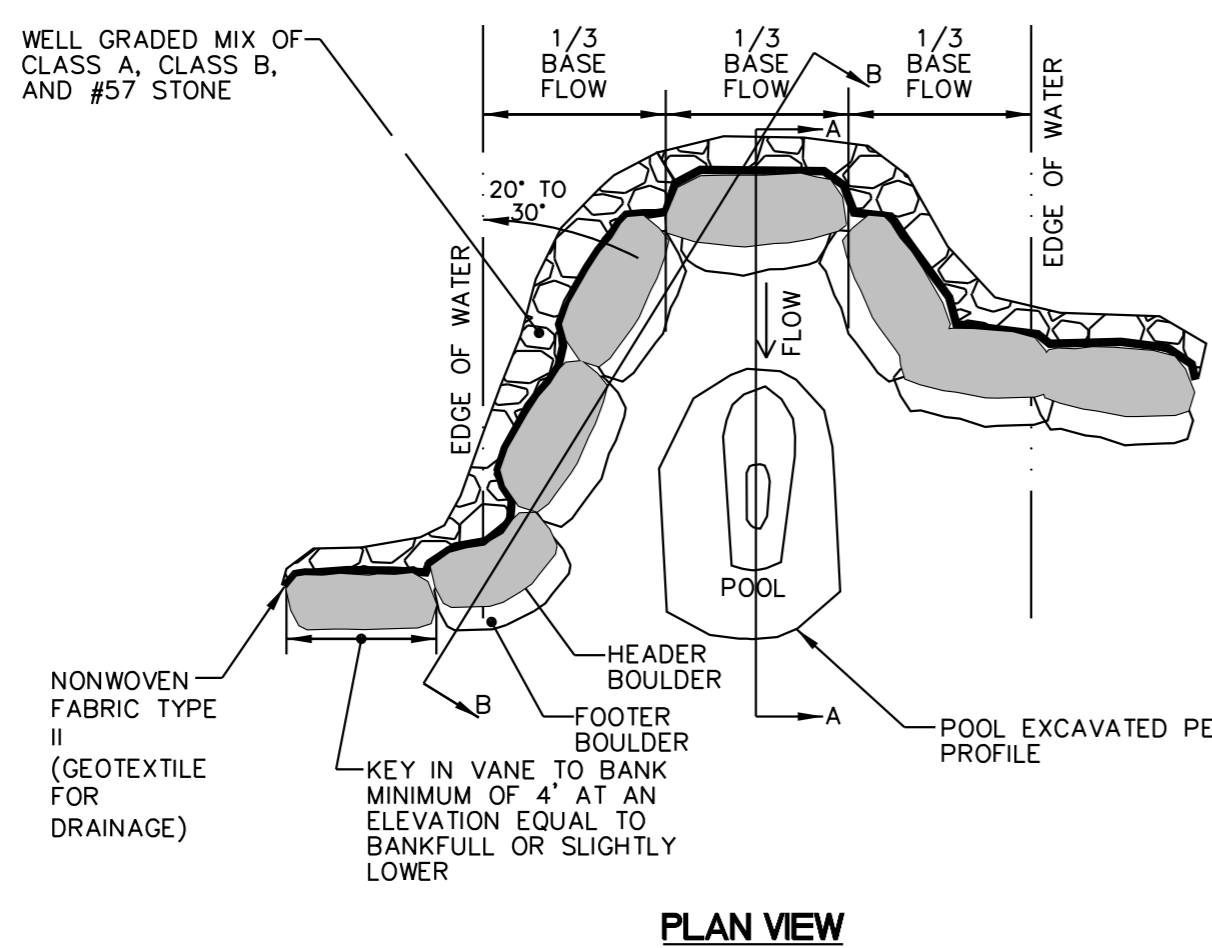 WELL GRADED MIX OF
CLASS A, CLASS B,
AND #57 STONE
1/3
BASE
FLOW
1/3
BASE
FLOW
1/3
BASE
FLOW
B
A
EDGE OF WATER
20° TO
30°
EDGE OF WATER
FLOW
POOL
HEADER
BOULDER
NONWOVEN
FABRIC TYPE
II
(GEOTEXTILE
FOR
DRAINAGE)
B
FOOTER
BOULDER
A
POOL EXCAVATED PE
PROFILE
KEY IN VANE TO BANK
MINIMUM OF 4' AT AN
ELEVATION EQUAL TO
BANKFULL OR SLIGHTLY
LOWER
PLAN VIEW